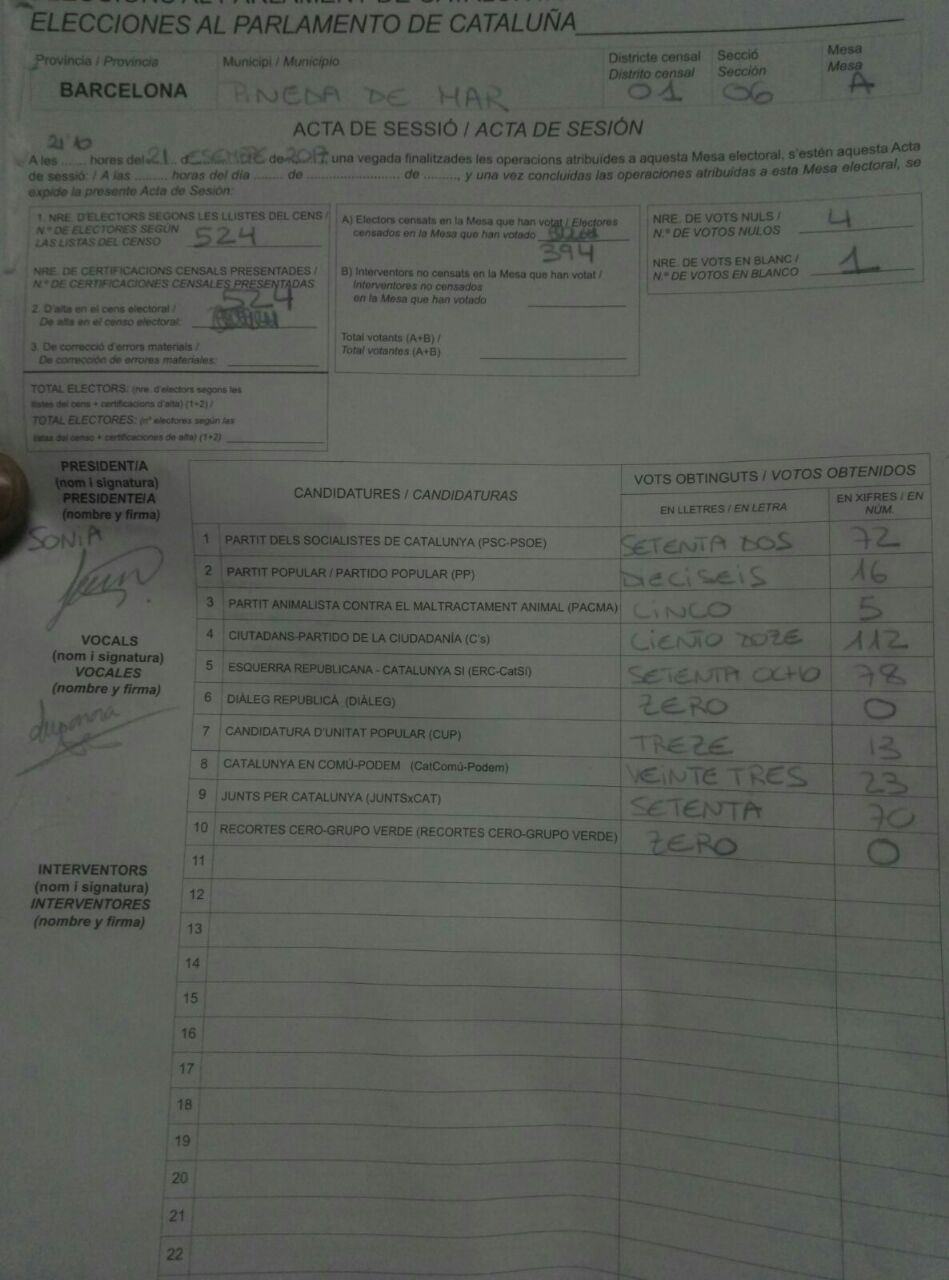 ELECCIONS AL PARLAMENT DE CATALUNYA
ELECCIONES AL PARLAMENTO DE CATALUÑA
Provincia / Provincia
BARCELONA
Municipi / Municipio
PINEDA DE MAR
Districte censal
Distrito censal
01
Secció
Sección
06
Mesa
Mesa
A
ACTA DE SESSIÓ / ACTA DE SESIÓN
21'10
A les ....... hores del 21 .. dESEMBRE de 2017 una vegada finalitzades les operacions atribuïdes a aquesta Mesa electoral, s'estén aquesta Acta
de sessió: / A las ........ horas del día ........ de ........................ de ........, y una vez concluidas las operaciones atribuidas a esta Mesa electoral, se
expide la presente Acta de Sesión:
1. NRE. D'ELECTORS SEGONS LES LLISTES DEL CENS /
N.º DE ELECTORES SEGÚN
LAS LISTAS DEL CENSO
524
NRE. DE CERTIFICACIONS CENSALS PRESENTADES /
N.º DE CERTIFICACIONES CENSALES PRESENTADAS
524
2. D'alta en el cens electoral /
De alta en el censo electoral:
3. De correcció d'errors materials /
De corrección de errores materiales:
TOTAL ELECTORS: (nre. d'electors segons les
llistes del cens + certificacions d'alta) (1+2) /
TOTAL ELECTORES: (nº electores según las
listas del censo + certificaciones de alta) (1+2)
A) Electors censats en la Mesa que han votat / Electores
censados en la Mesa que han votado
394
B) Interventors no censats en la Mesa que han votat /
Interventores no censados
en la Mesa que han votado
Total votants (A+B) /
Total votantes (A+B)
NRE. DE VOTS NULS /
N.º DE VOTOS NULOS
4
NRE. DE VOTS EN BLANC /
N.º DE VOTOS EN BLANCO
1
PRESIDENT/A
(nom i signatura)
PRESIDENTE/A
(nombre y firma)
SONIA
VOCALS
(nom i signatura)
VOCALES
(nombre y firma)
INTERVENTORS
(nom i signatura)
INTERVENTORES
(nombre y firma)
CANDIDATURES / CANDIDATURAS
VOTS OBTINGUTS / VOTOS OBTENIDOS
EN LLETRES / EN LETRA
EN XIFRES / EN
NÚM.
1 PARTIT DELS SOCIALISTES DE CATALUNYA (PSC-PSOE) SETENTA DOS 72
2 PARTIT POPULAR / PARTIDO POPULAR (PP) DIECISEIS 16
3 PARTIT ANIMALISTA CONTRA EL MALTRACTAMENT ANIMAL (PACMA) CINCO 5
4 CIUTADANS-PARTIDO DE LA CIUDADANÍA (C's) CIENTO DOZE 112
5 ESQUERRA REPUBLICANA - CATALUNYA SI (ERC-CatSí) SETENTA OCHO 78
6 DIÀLEG REPUBLICÀ (DIÀLEG) ZERO 0
7 CANDIDATURA D'UNITAT POPULAR (CUP) TREZE 13
8 CATALUNYA EN COMÚ-PODEM (CatComú-Podem) VEINTE TRES 23
9 JUNTS PER CATALUNYA (JUNTSxCAT) SETENTA 70
10 RECORTES CERO-GRUPO VERDE (RECORTES CERO-GRUPO VERDE) ZERO 0
11
12
13
14
15
16
17
18
19
20
21
22